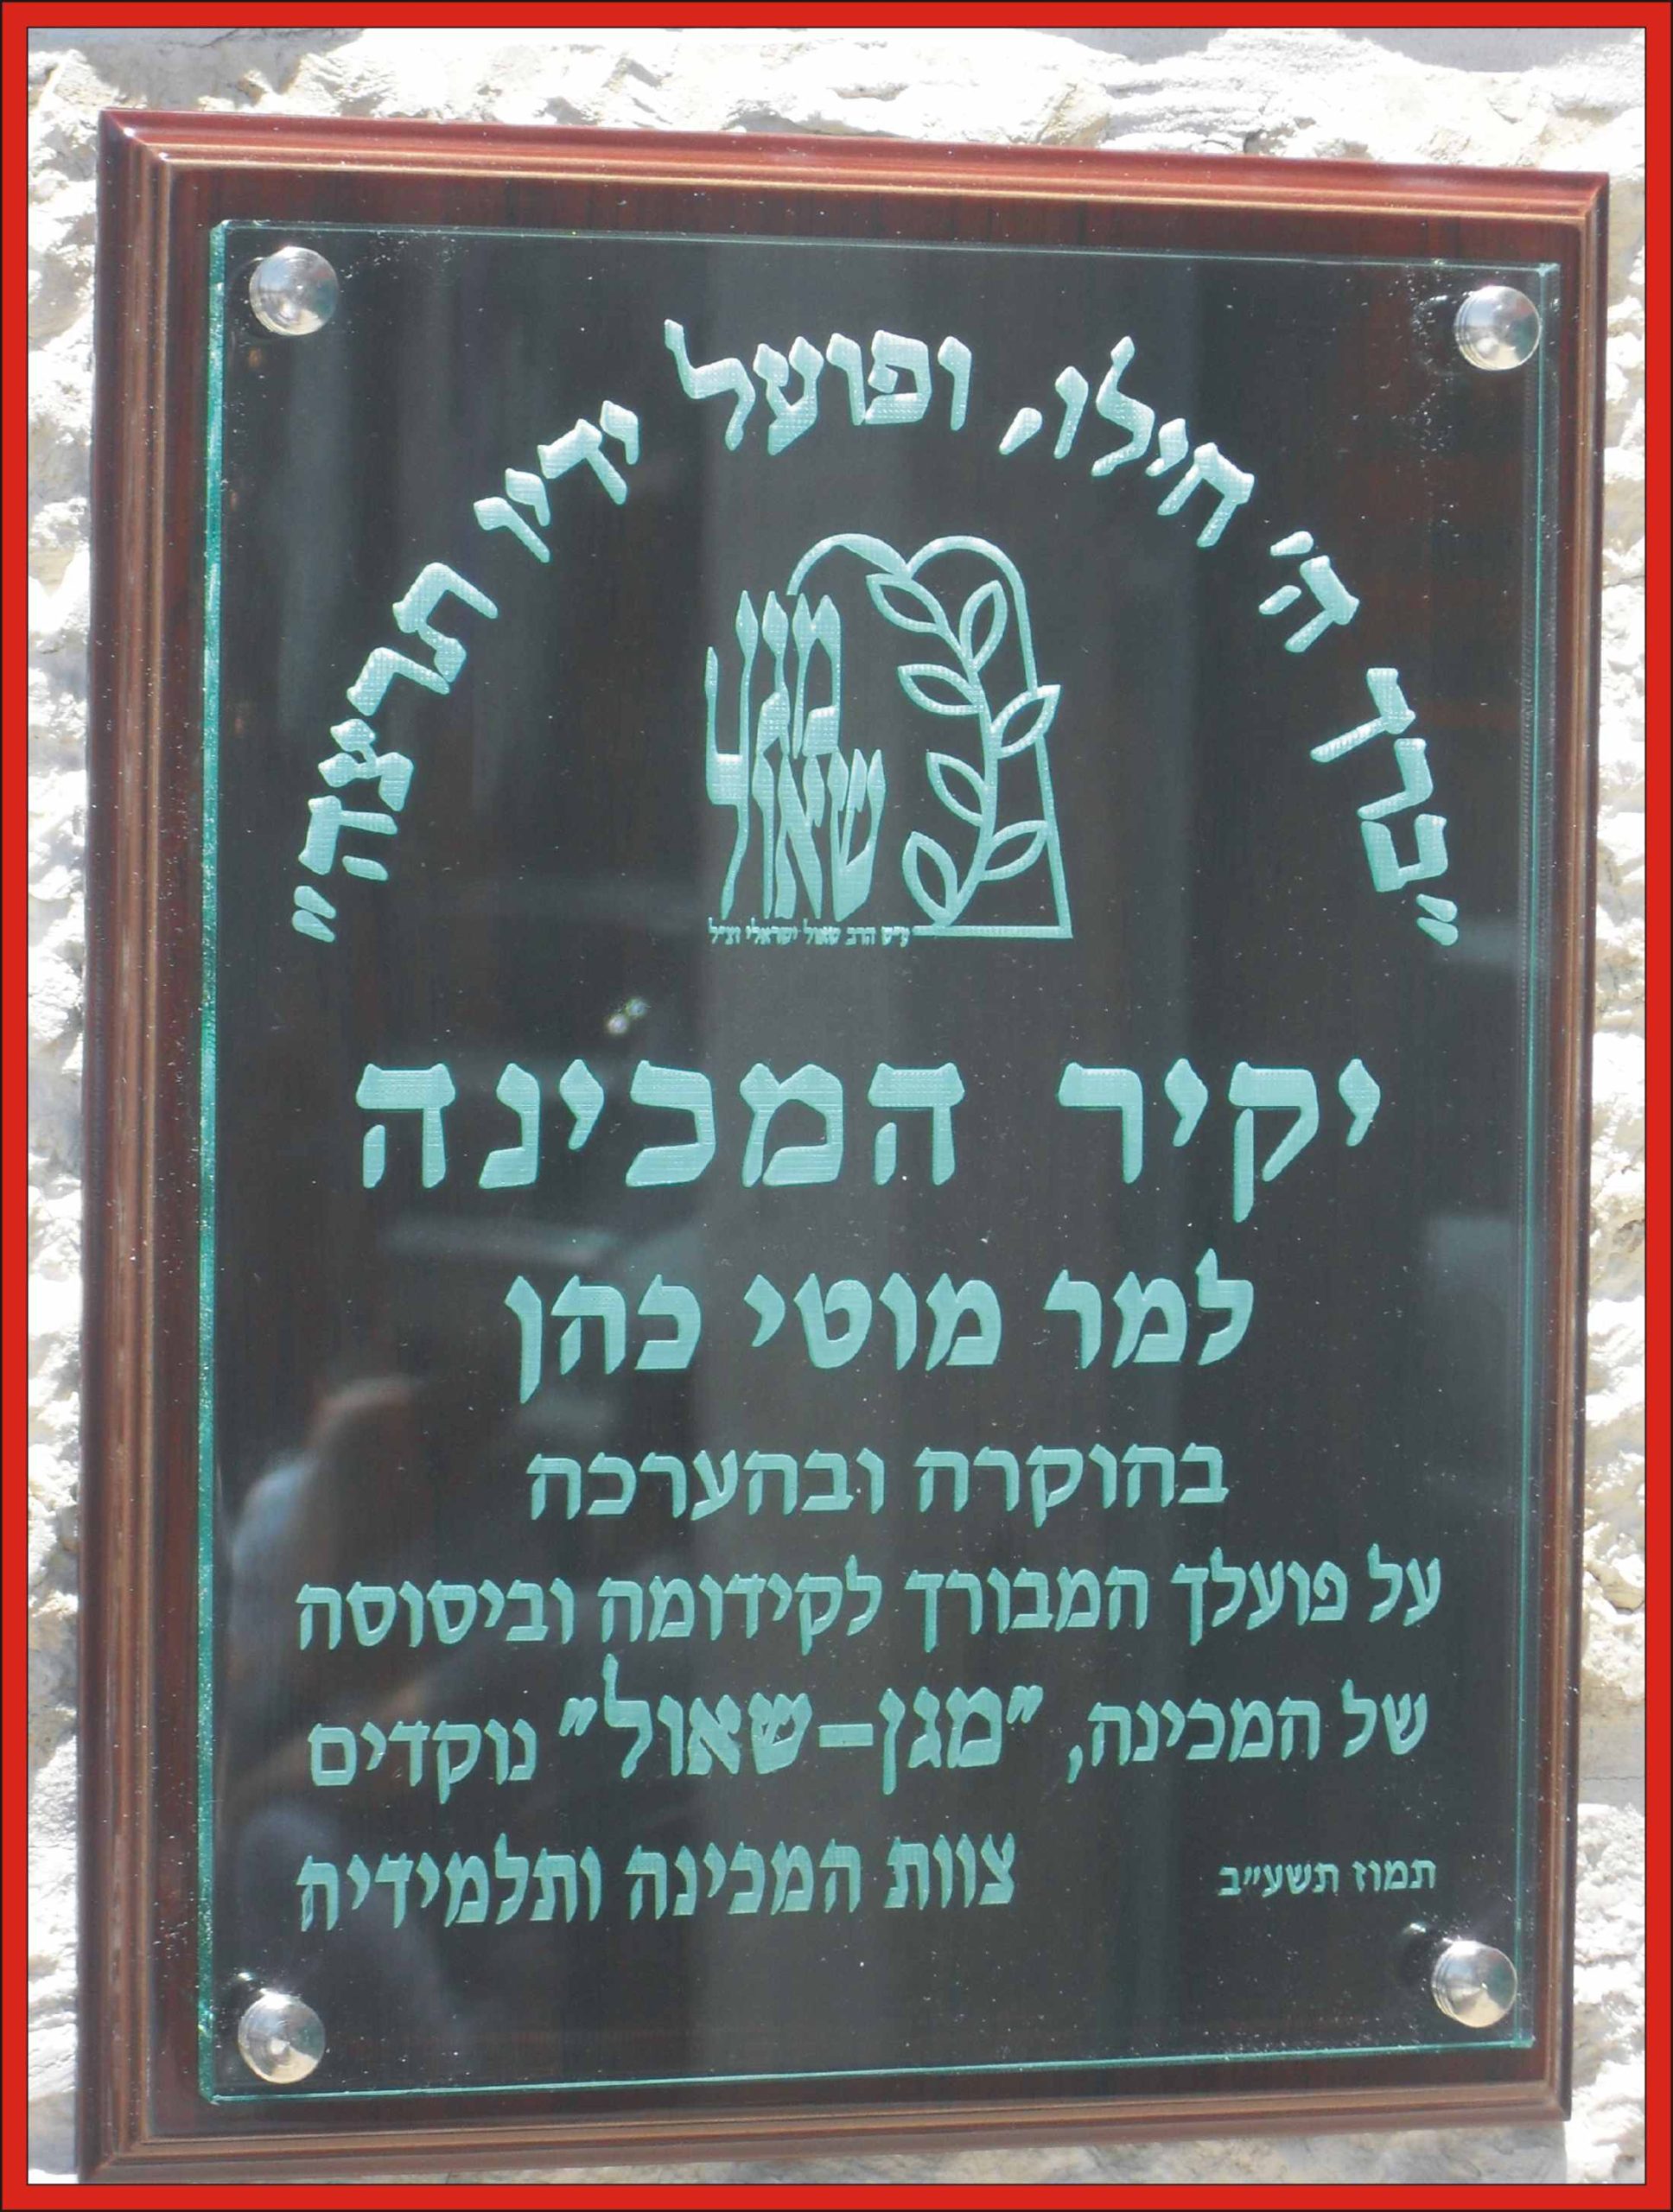 "ברך ה' חילו, ופועל ידיו תרצה"
מגן
שאול
ע"ש הרב שאול ישראלי זצ"ל
יקיר המכינה
למר מוטי כהן
בהוקרה ובהערכה
על פועלך המבורך לקידומה וביסוסה
של המכינה, "מגן-שאול" נוקדים
צוות המכינה ותלמידיה
תמוז תשע"ב